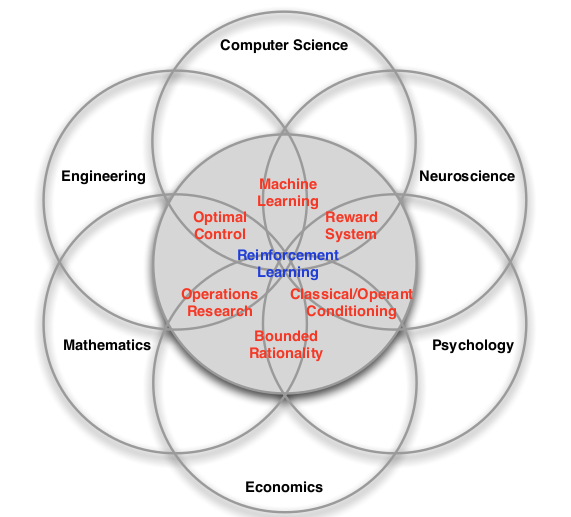 Computer Science
Engineering
Neuroscience
Machine
Learning
Optimal
Control
Reward
System
Reinforcement
Learning
Operations
Research
Classical/Operant
Conditioning
Bounded
Rationality
Mathematics
Psychology
Economics